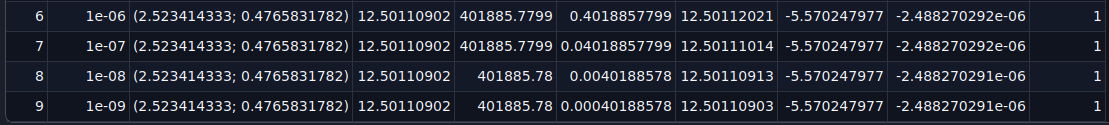 6 1e-06 (2.523414333; 0.4765831782) 12.50110902 401885.7799 0.4018857799 12.50112021 -5.570247977 -2.488270292e-06 1
7 1e-07 (2.523414333; 0.4765831782) 12.50110902 401885.7799 0.04018857799 12.50111014 -5.570247977 -2.488270292e-06 1
8 1e-08 (2.523414333; 0.4765831782) 12.50110902 401885.78 0.0040188578 12.50110913 -5.570247977 -2.488270291e-06 1
9 1e-09 (2.523414333; 0.4765831782) 12.50110902 401885.78 0.00040188578 12.50110903 -5.570247977 -2.488270291e-06 1